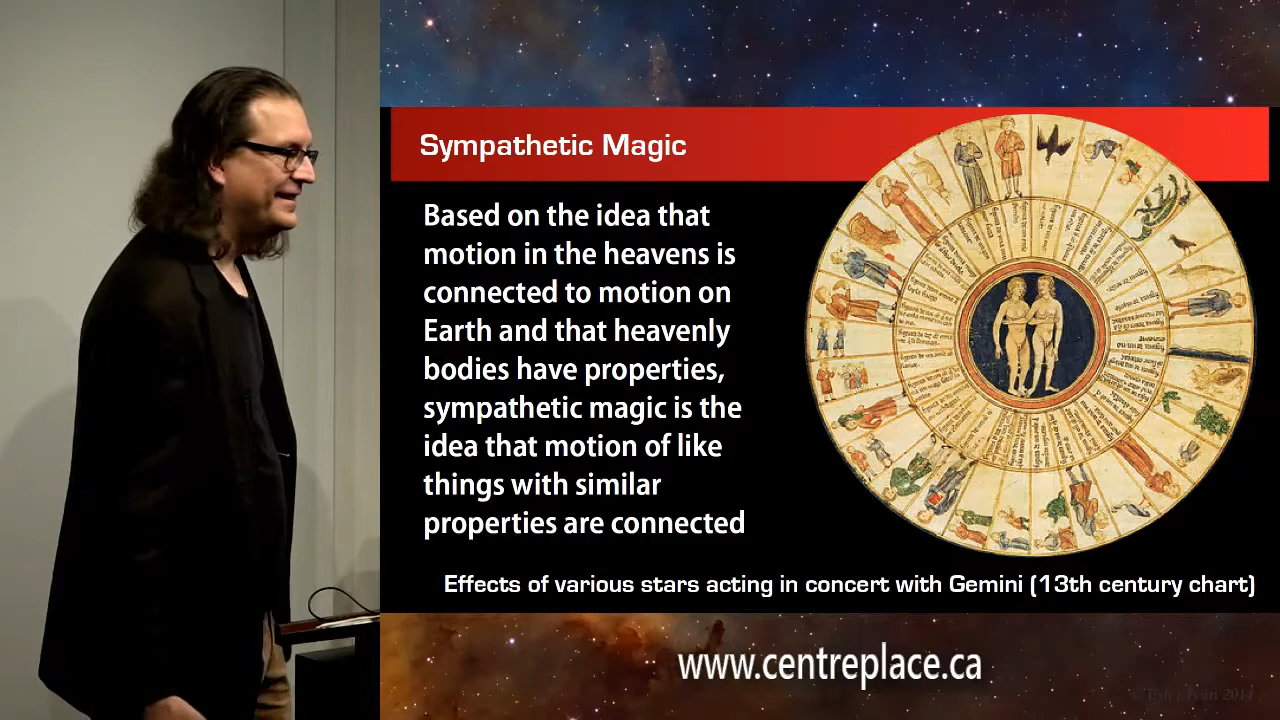 Sympathetic Magic
Based on the idea that
motion in the heavens is
connected to motion on
Earth and that heavenly
bodies have properties,
sympathetic magic is the
idea that motion of like
things with similar
properties are connected
Effects of various stars acting in concert with Gemini (13th century chart)
www.centreplace.ca